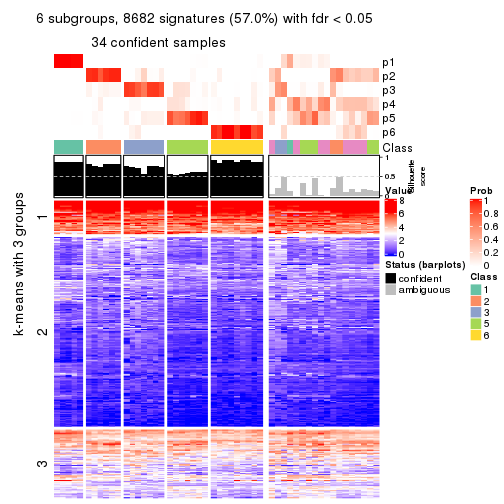 6 subgroups, 8682 signatures (57.0%) with fdr < 0.05
34 confident samples
p1
p2
p3
p4
p5
p6
Class
1
0.5
0
Silhouette
score
k-means with 3 groups
1
2
3
Value
8
6
4
2
0
Status (barplots)
confident
ambiguous
Prob
1
0.8
0.6
0.4
0.2
0
Class
1
2
3
5
6